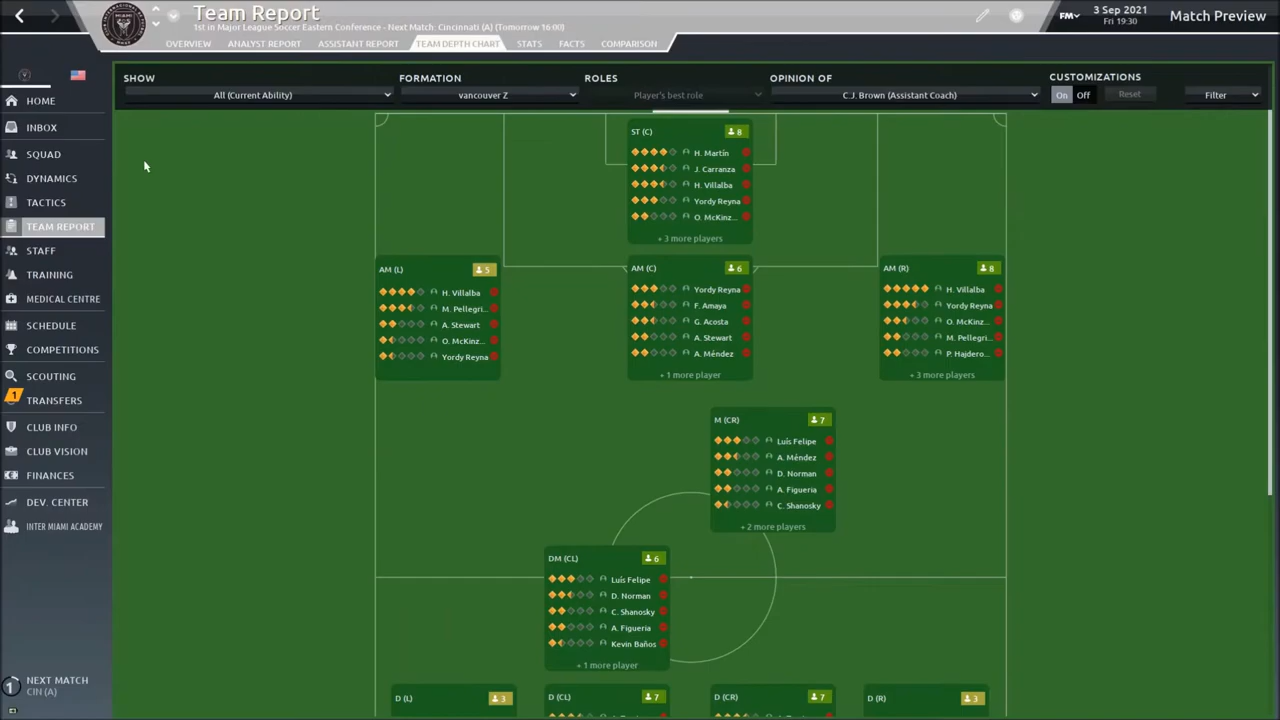 Team Report
1st in Major League Soccer Eastern Conference - Next Match: Cincinnati (A) (Tomorrow 16:00)
FM
3 Sep 2021
Fri 19:30
Match Preview
MIAMI
OVERVIEW
ANALYST REPORT
ASSISTANT REPORT
TEAM DEPTH CHART
STATS
FACTS
COMPARISON
HOME
INBOX
SQUAD
DYNAMICS
TACTICS
TEAM REPORT
STAFF
TRAINING
MEDICAL CENTRE
SCHEDULE
COMPETITIONS
SCOUTING
1
TRANSFERS
CLUB INFO
CLUB VISION
FINANCES
DEV. CENTER
INTER MIAMI ACADEMY
1
NEXT MATCH
CIN (A)
SHOW
All (Current Ability)
FORMATION
vancouver Z
ROLES
Player's best role
OPINION OF
C.J. Brown (Assistant Coach)
CUSTOMIZATIONS
On Off Reset
Filter
ST (C) 8
H. Martín
J. Carranza
H. Villalba
Yordy Reyna
O. McKinz...
+ 3 more players
AM (L) 5
H. Villalba
M. Pellegri...
A. Stewart
O. McKinz...
Yordy Reyna
AM (C) 6
Yordy Reyna
F. Amaya
G. Acosta
A. Stewart
A. Méndez
+ 1 more player
AM (R) 8
H. Villalba
Yordy Reyna
O. McKinz...
M. Pellegri...
P. Hajdero...
+ 3 more players
M (CR) 7
Luís Felipe
A. Méndez
D. Norman
A. Figueria
C. Shanosky
+ 2 more players
DM (CL) 6
Luís Felipe
D. Norman
C. Shanosky
A. Figueria
Kevin Baños
+ 1 more player
D (L) 3
D (CL) 7
D (CR) 7
D (R) 3